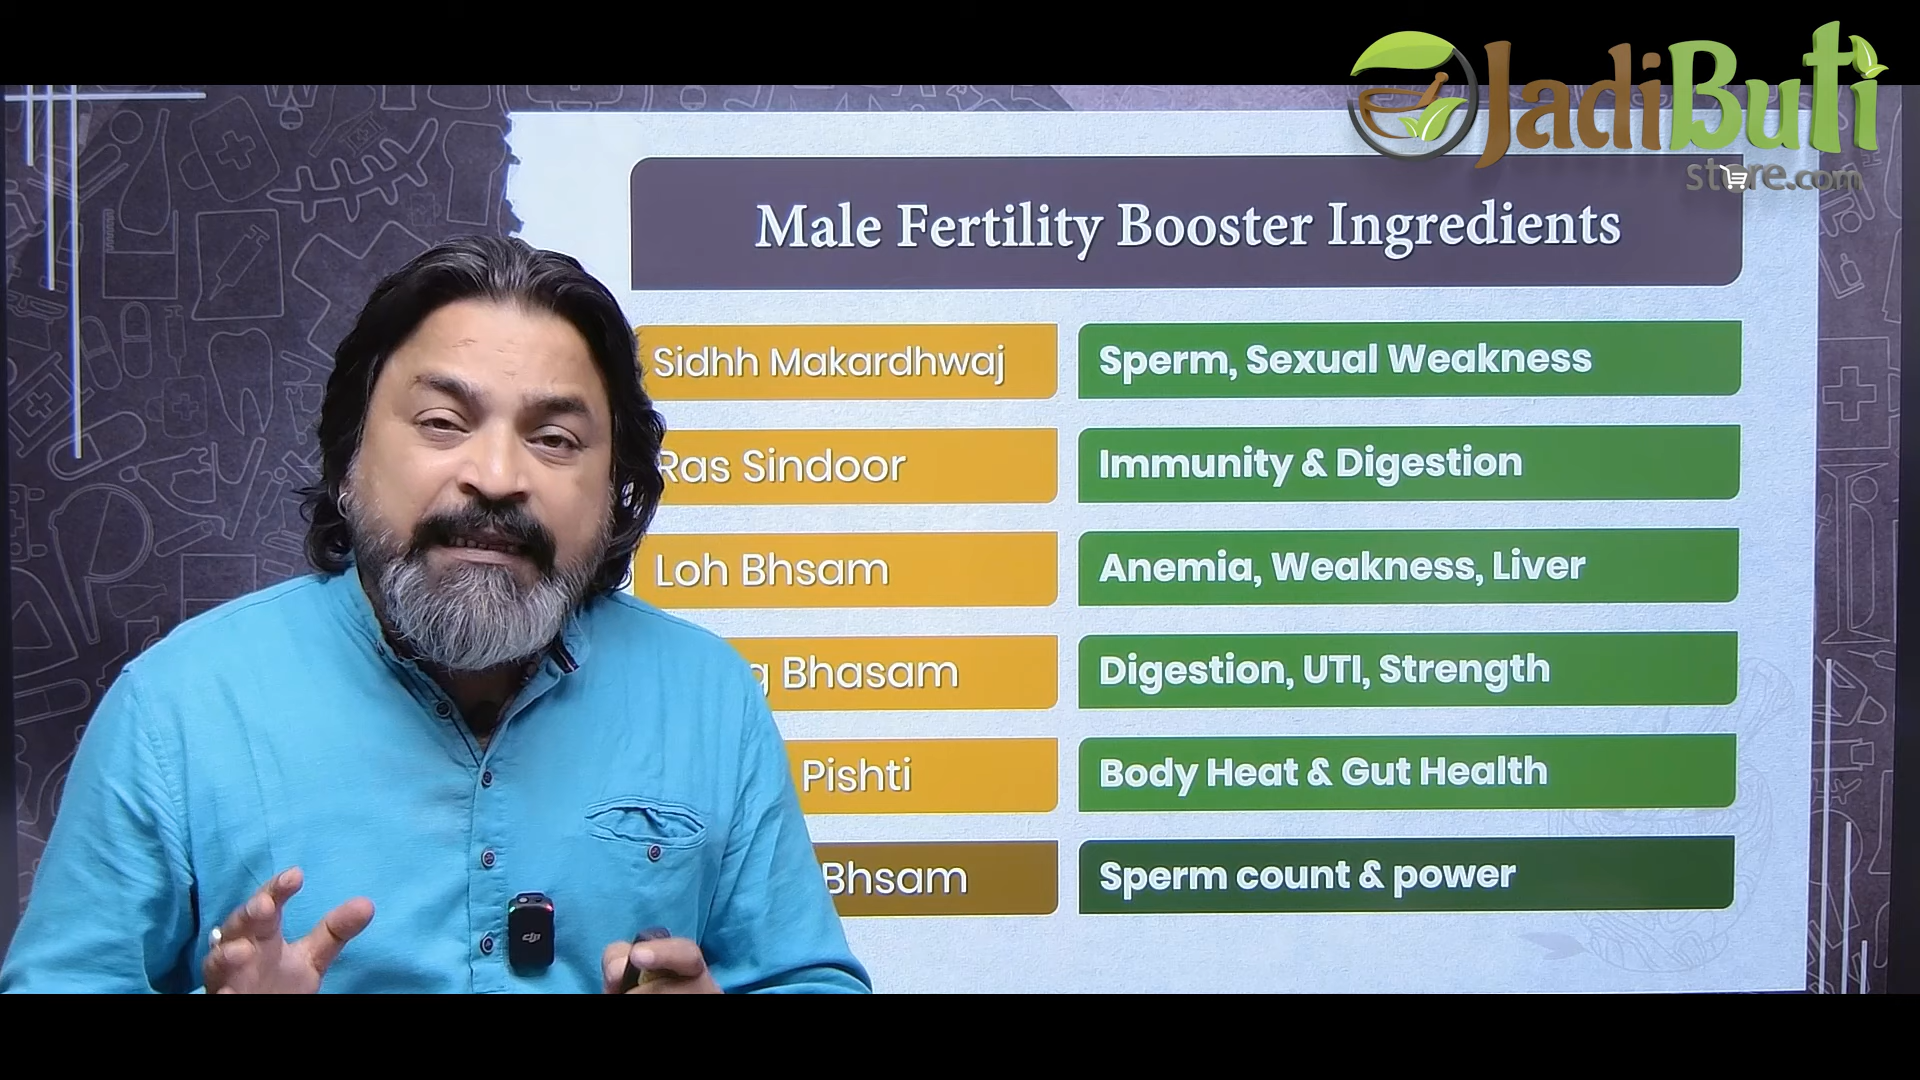 JadiButi
store.com
Male Fertility Booster Ingredients
Sidhh Makardhwaj Sperm, Sexual Weakness
Ras Sindoor Immunity & Digestion
Loh Bhsam Anemia, Weakness, Liver
Bhasam Digestion, UTI, Strength
Pishti Body Heat & Gut Health
Bhsam Sperm count & power
dji